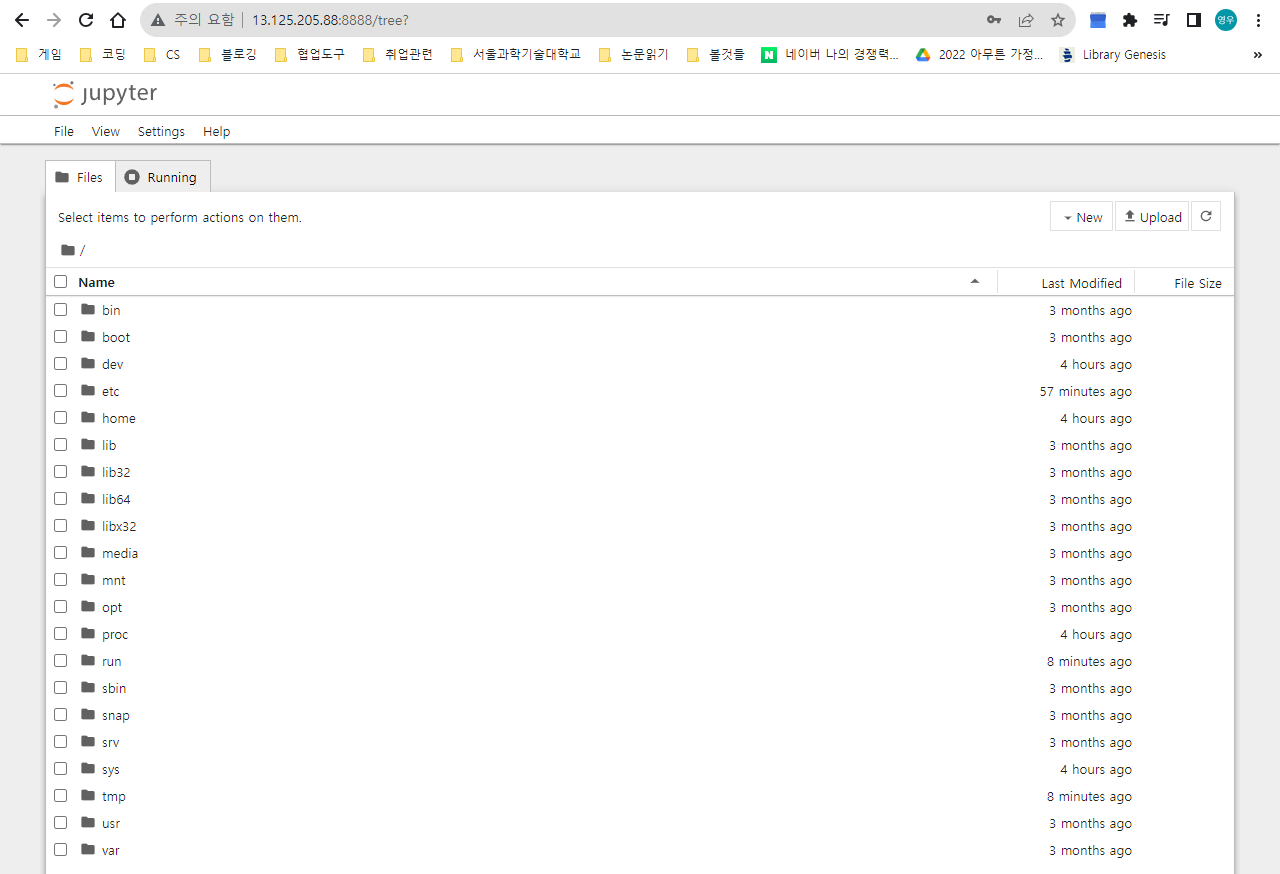 주의 요함 | 13.125.205.88:8888/tree? 영우
게임 코딩 CS 블로깅 협업도구 취업관련 서울과학기술대학교 논문읽기 볼것들 N 네이버 나의 경쟁력... 2022 아무튼 가정... Library Genesis »
jupyter
File View Settings Help
Files Running
Select items to perform actions on them. New Upload
/
Name Last Modified File Size
bin 3 months ago
boot 3 months ago
dev 4 hours ago
etc 57 minutes ago
home 4 hours ago
lib 3 months ago
lib32 3 months ago
lib64 3 months ago
libx32 3 months ago
media 3 months ago
mnt 3 months ago
opt 3 months ago
proc 4 hours ago
run 8 minutes ago
sbin 3 months ago
snap 3 months ago
srv 3 months ago
sys 4 hours ago
tmp 8 minutes ago
usr 3 months ago
var 3 months ago